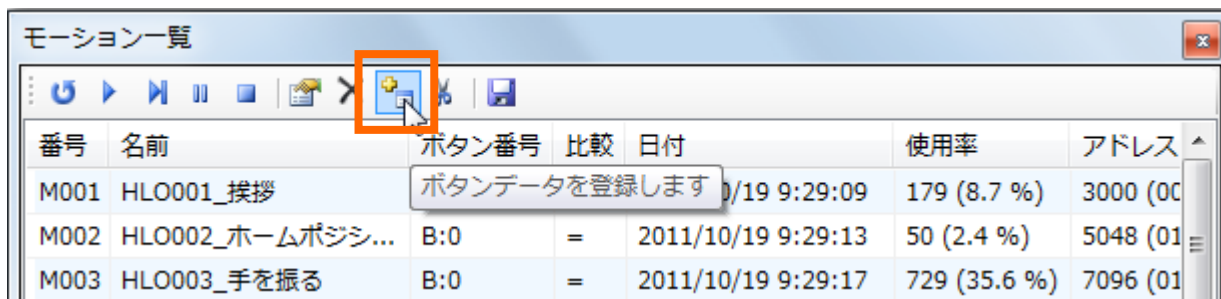 モーション一覧
番号 名前 ボタン番号 比較 日付 使用率 アドレス
M001 HLO001_挨拶 ボタンデータを登録します 0/19 9:29:09 179 (8.7 %) 3000 (00
M002 HLO002_ホームポジシ... B:0 = 2011/10/19 9:29:13 50 (2.4 %) 5048 (01
M003 HLO003_手を振る B:0 = 2011/10/19 9:29:17 729 (35.6 %) 7096 (01